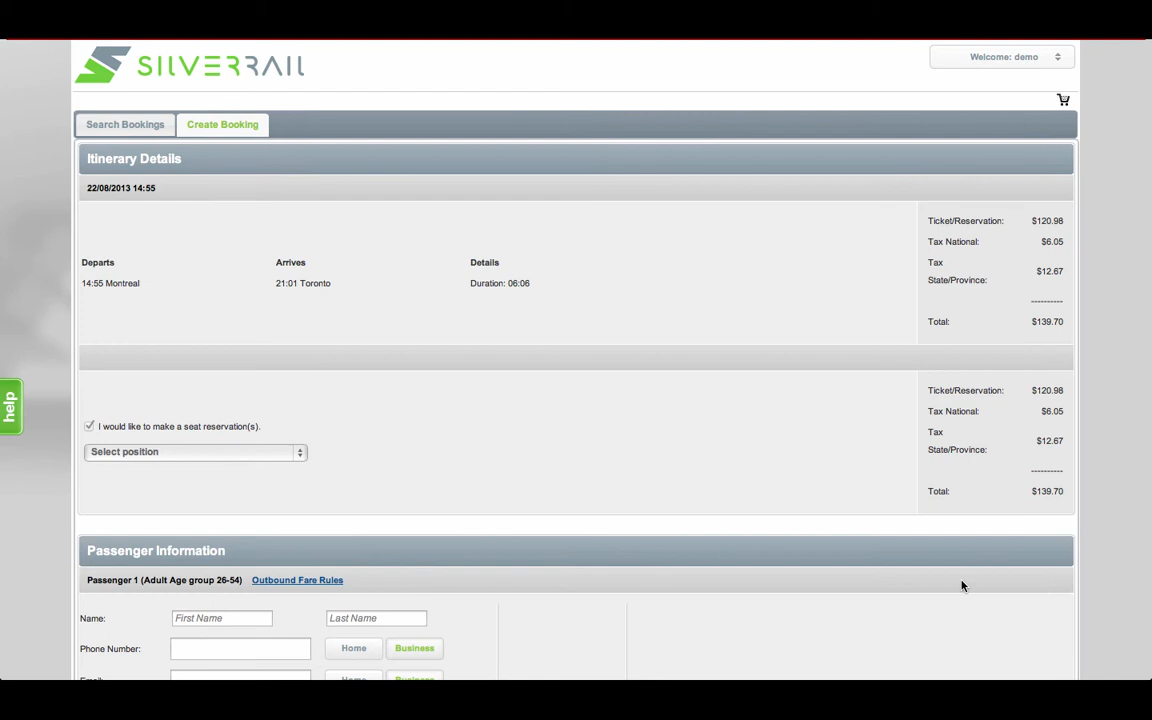 SILVERRAIL
Welcome: demo
Search Bookings
Create Booking
Itinerary Details
22/08/2013 14:55
Departs Arrives Details
14:55 Montreal 21:01 Toronto Duration: 06:06
Ticket/Reservation: $120.98
Tax National: $6.05
Tax
State/Province: $12.67
----------
Total: $139.70
I would like to make a seat reservation(s).
Select position
Ticket/Reservation: $120.98
Tax National: $6.05
Tax
State/Province: $12.67
----------
Total: $139.70
help
Passenger Information
Passenger 1 (Adult Age group 26-54) Outbound Fare Rules
Name: First Name Last Name
Phone Number: Home Business
Email: Home Business